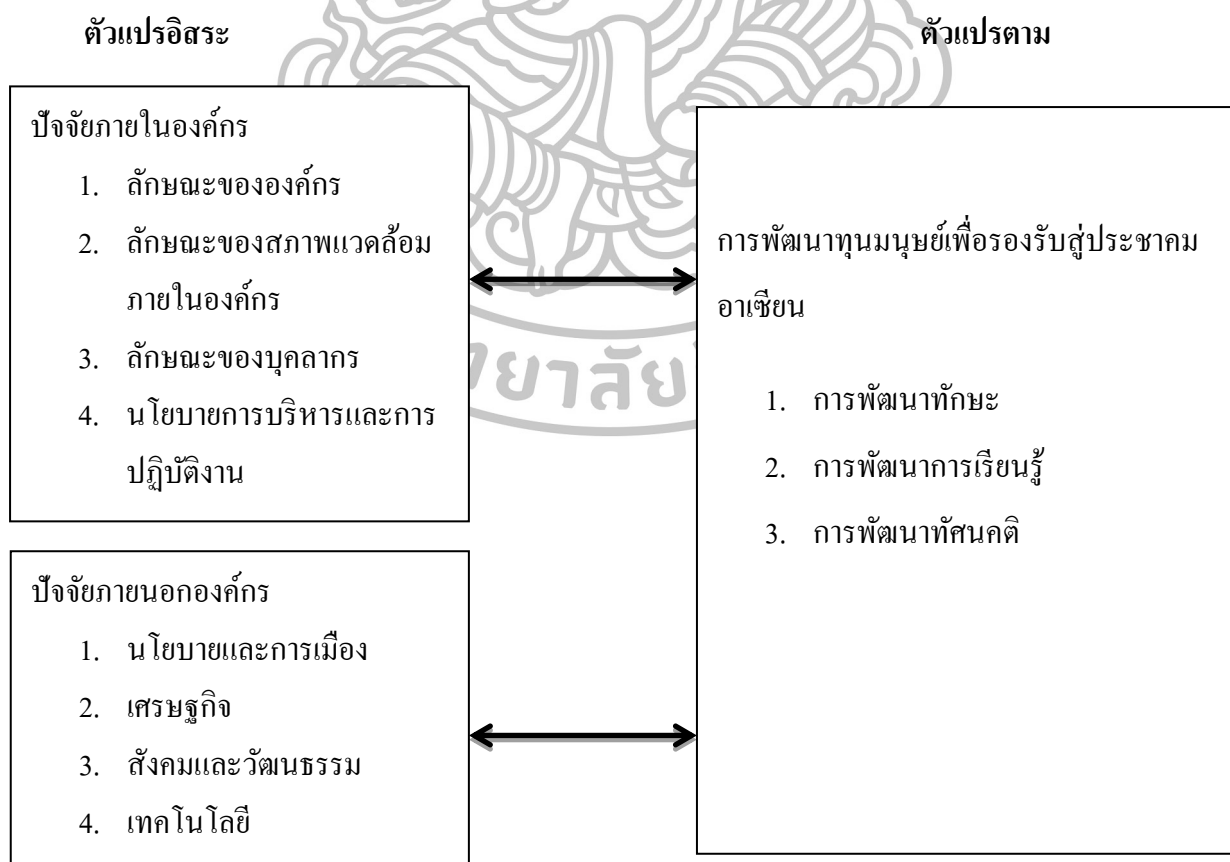 ตัวแปรอิสระ
ตัวแปรตาม
ปัจจัยภายในองค์กร
1. ลักษณะขององค์กร
2. ลักษณะของสภาพแวดล้อม
ภายในองค์กร
3. ลักษณะของบุคลากร
4. นโยบายการบริหารและการ
ปฏิบัติงาน
ปัจจัยภายนอกองค์กร
1. นโยบายและการเมือง
2. เศรษฐกิจ
3. สังคมและวัฒนธรรม
4. เทคโนโลยี
การพัฒนาทุนมนุษย์เพื่อรองรับสู่ประชาคม
อาเซียน
1. การพัฒนาทักษะ
2. การพัฒนาการเรียนรู้
3. การพัฒนาทัศนคติ